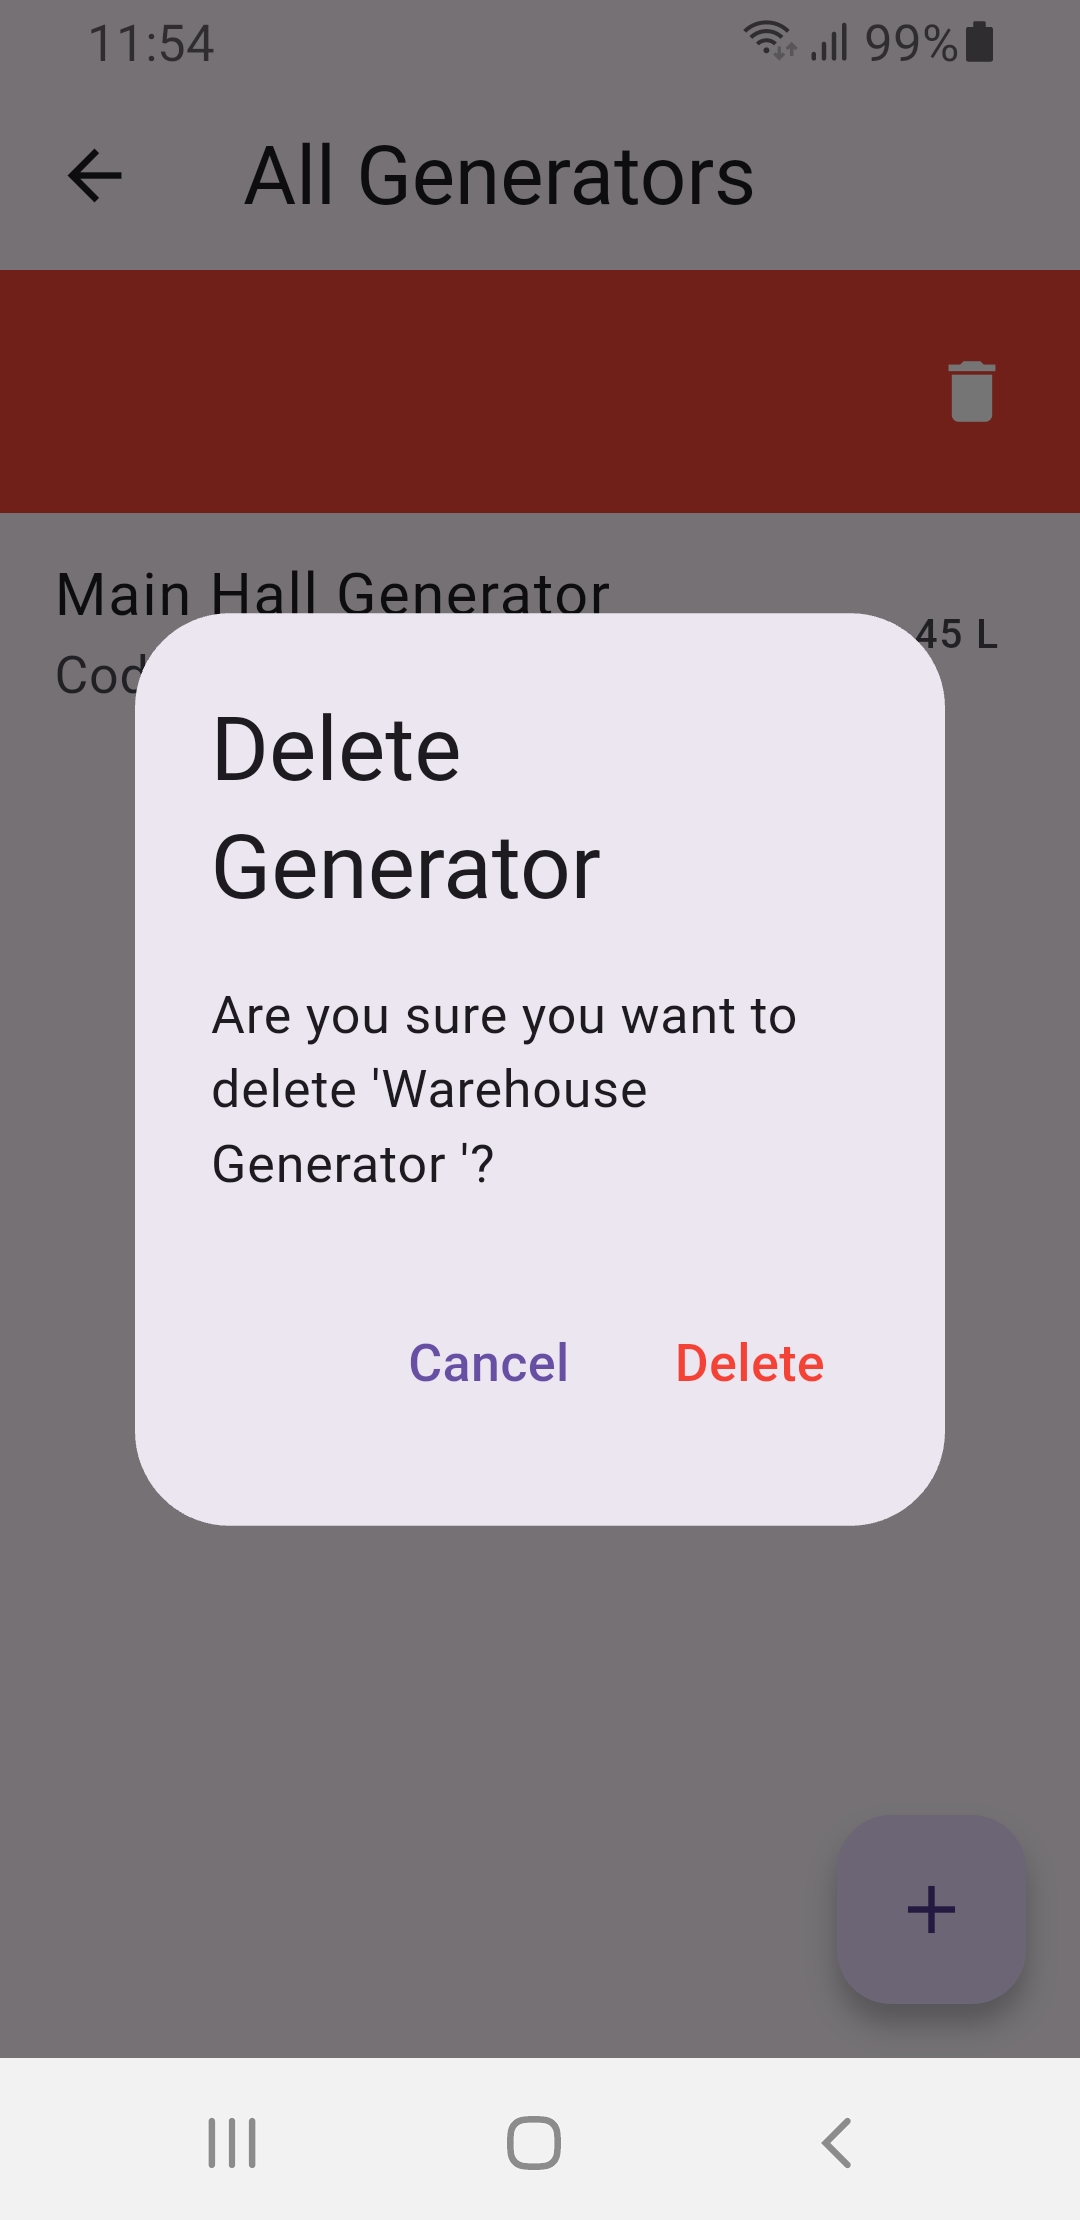 11:54 99%
All Generators
Main Hall Generator
45 L
Delete
Generator
Are you sure you want to
delete 'Warehouse
Generator '?
Cancel Delete